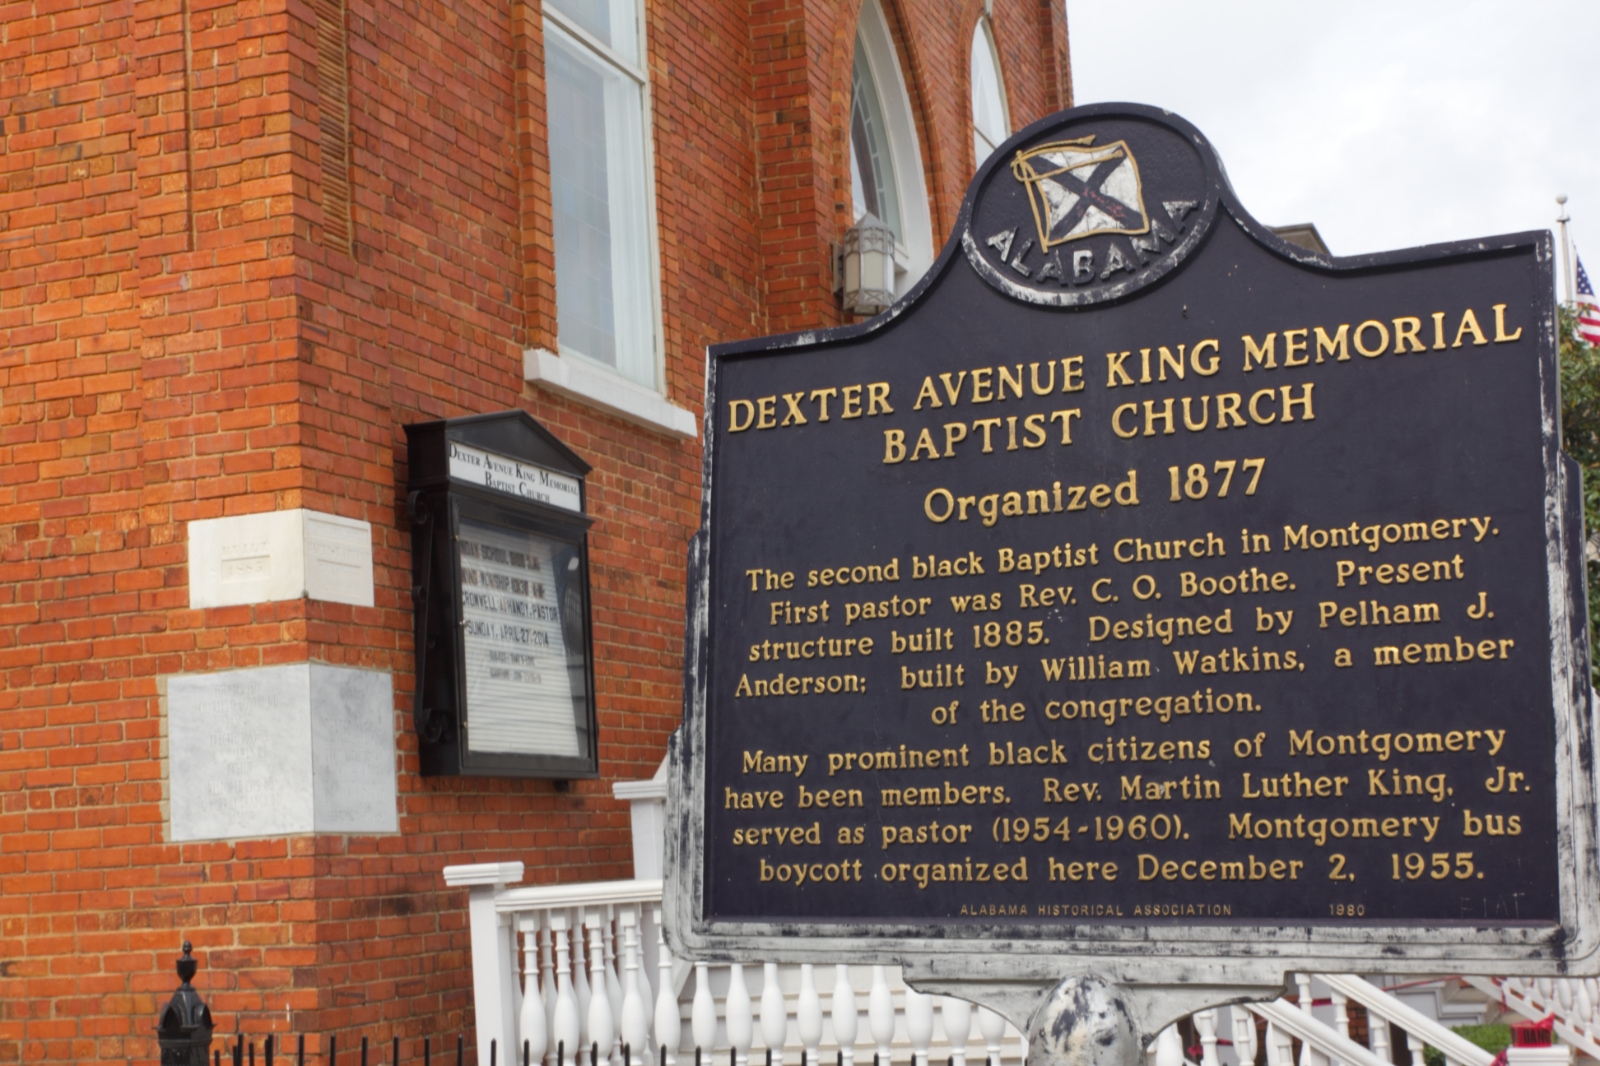 ALABAMA
DEXTER AVENUE KING MEMORIAL
BAPTIST CHURCH
Organized 1877
The second black Baptist Church in Montgomery.
First pastor was Rev. C. O. Boothe. Present
structure built 1885. Designed by Pelham J.
Anderson; built by William Watkins, a member
of the congregation.
Many prominent black citizens of Montgomery
have been members. Rev. Martin Luther King, Jr.
served as pastor (1954-1960). Montgomery bus
boycott organized here December 2, 1955.
ALABAMA HISTORICAL ASSOCIATION 1980
DEXTER AVENUE KING MEMORIAL
BAPTIST CHURCH
SCHOOL
WORSHIP
HANDY, PASTOR
SUNDAY, APRIL 27, 2014